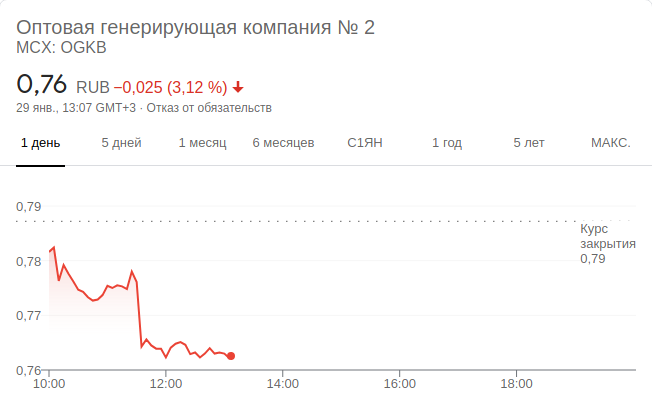 Оптовая генерирующая компания № 2
MCX: OGKB
0,76 RUB −0,025 (3,12 %)
29 янв., 13:07 GMT+3 · Отказ от обязательств
1 день 5 дней 1 месяц 6 месяцев С1ЯН 1 год 5 лет МАКС.
0,79
Курс
закрытия
0,79
0,78
0,77
0,76
10:00 12:00 14:00 16:00 18:00